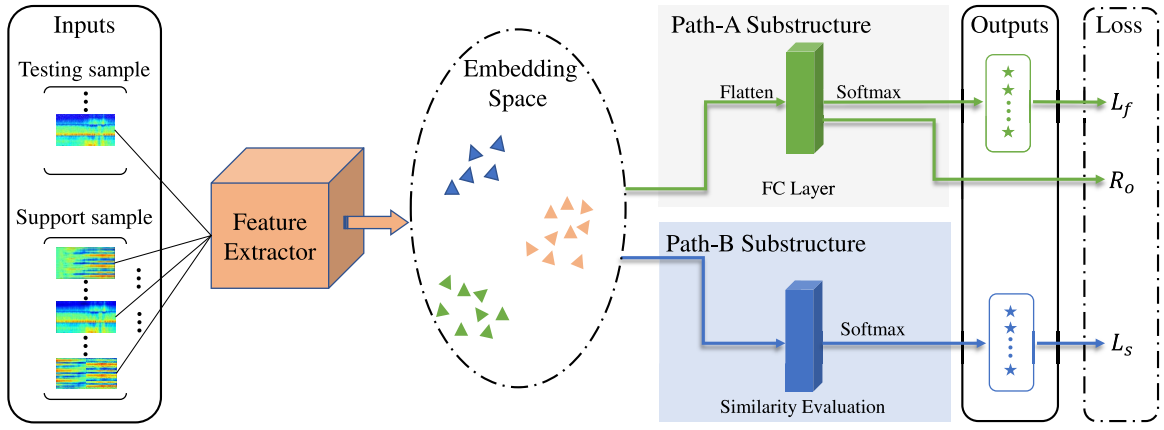 Inputs
Testing sample
Support sample
Feature
Extractor
Embedding
Space
Path-A Substructure
Flatten
Softmax
FC Layer
Path-B Substructure
Softmax
Similarity Evaluation
Outputs
Loss
L_f
R_o
L_s